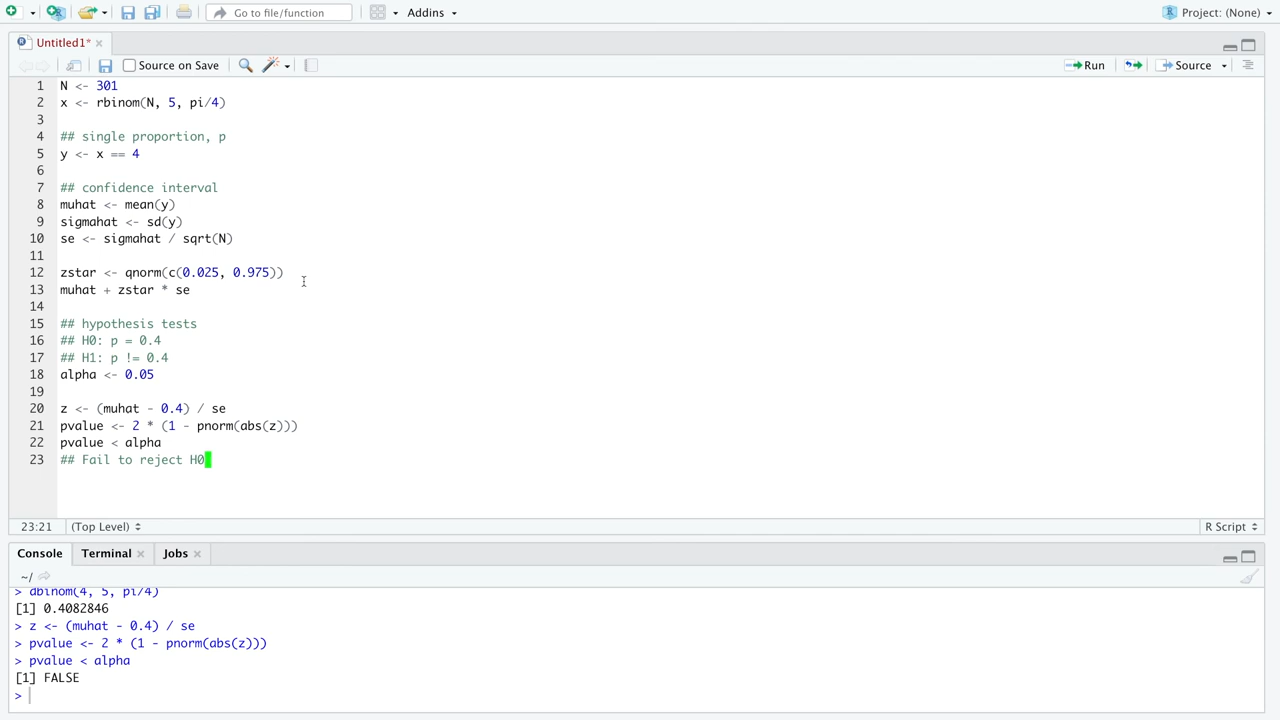 Go to file/function
Addins
Project: (None)
Untitled1*
Source on Save
Run
Source
1 N <- 301
2 x <- rbinom(N, 5, pi/4)
3
4 ## single proportion, p
5 y <- x == 4
6
7 ## confidence interval
8 muhat <- mean(y)
9 sigmahat <- sd(y)
10 se <- sigmahat / sqrt(N)
11
12 zstar <- qnorm(c(0.025, 0.975))
13 muhat + zstar * se
14
15 ## hypothesis tests
16 ## H0: p = 0.4
17 ## H1: p != 0.4
18 alpha <- 0.05
19
20 z <- (muhat - 0.4) / se
21 pvalue <- 2 * (1 - pnorm(abs(z)))
22 pvalue < alpha
23 ## Fail to reject H0
23:21 (Top Level) R Script
Console Terminal Jobs
~/
> dbinom(4, 5, pi/4)
[1] 0.4082846
> z <- (muhat - 0.4) / se
> pvalue <- 2 * (1 - pnorm(abs(z)))
> pvalue < alpha
[1] FALSE
>